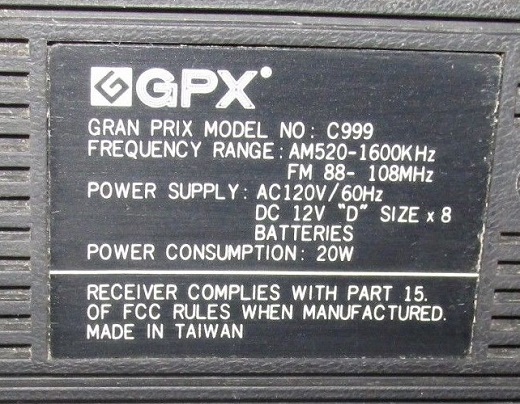 GPX
GRAN PRIX MODEL NO: C999
FREQUENCY RANGE: AM520-1600KHz
FM 88- 108MHz
POWER SUPPLY: AC120V/60Hz
DC 12V "D" SIZE x 8
BATTERIES
POWER CONSUMPTION: 20W
RECEIVER COMPLIES WITH PART 15.
OF FCC RULES WHEN MANUFACTURED.
MADE IN TAIWAN